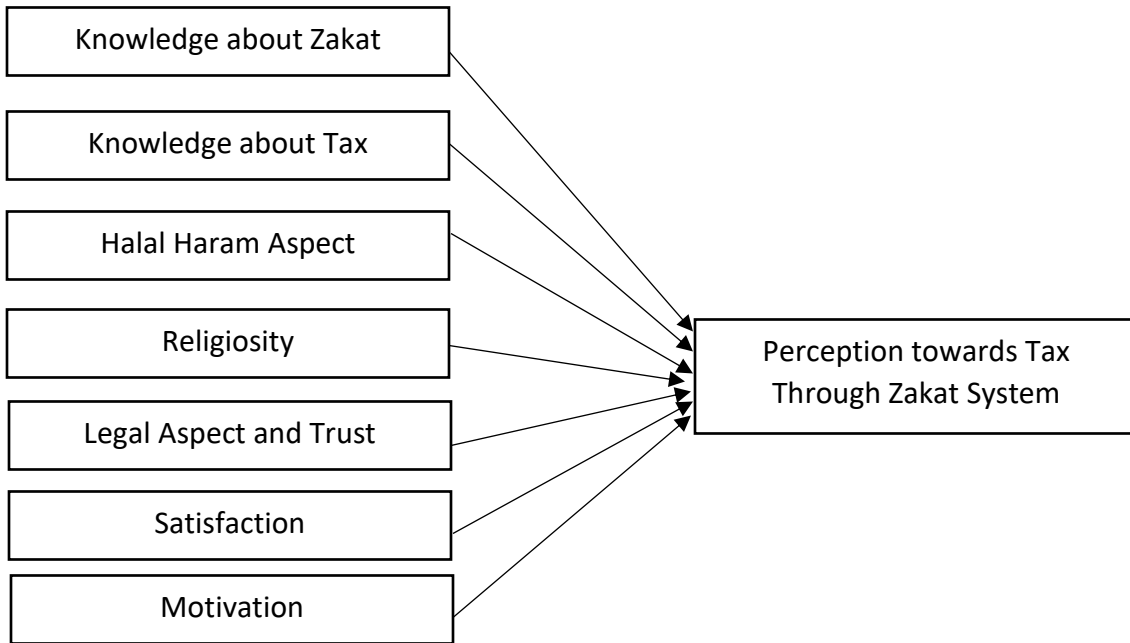 Knowledge about Zakat
Knowledge about Tax
Halal Haram Aspect
Religiosity
Legal Aspect and Trust
Satisfaction
Motivation
Perception towards Tax
Through Zakat System